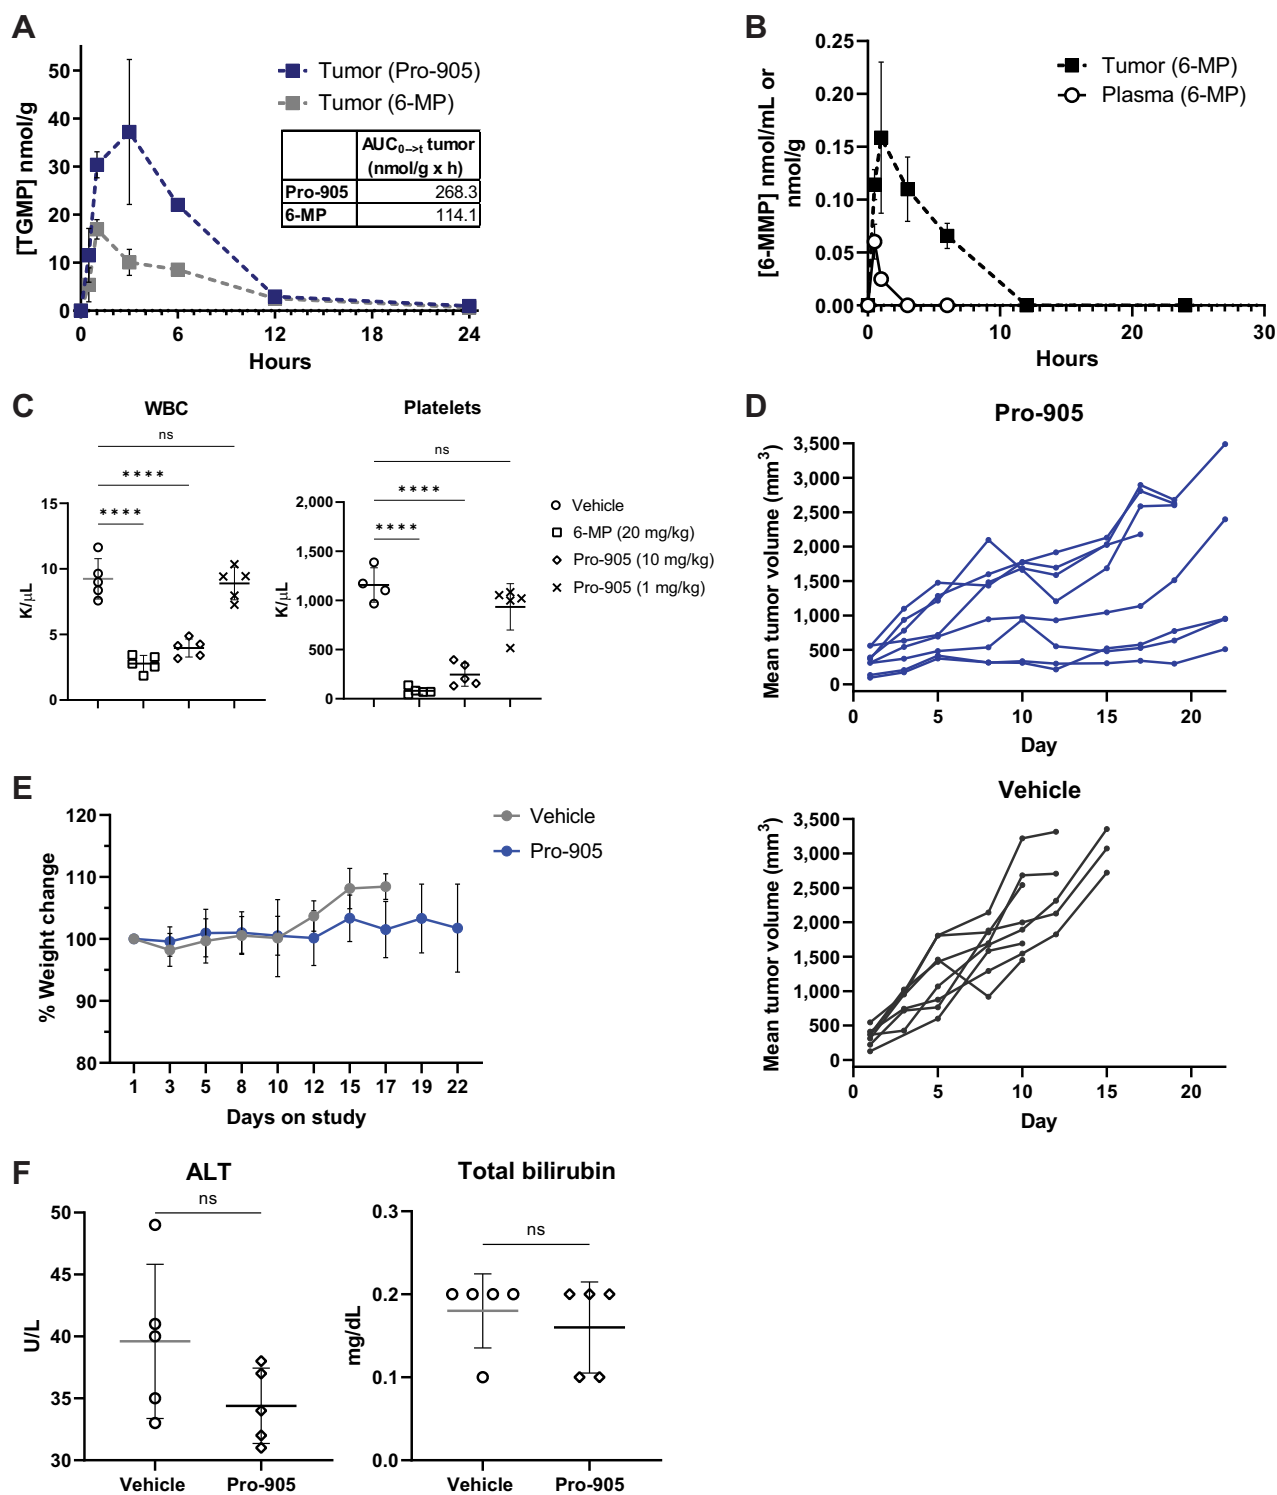 A
[TGMP] nmol/g
50
40
30
20
10
0
0
6
12
18
24
Hours
Tumor (Pro-905)
Tumor (6-MP)
AUC0-->t tumor
(nmol/g x h)
Pro-905 268.3
6-MP 114.1
B
[6-MMP] nmol/mL or
nmol/g
0.25
0.20
0.15
0.10
0.05
0.00
0
10
20
30
Hours
Tumor (6-MP)
Plasma (6-MP)
C
WBC
ns
****
****
K/μL
15
10
5
0
Platelets
ns
****
****
K/μL
2,000
1,500
1,000
500
0
Vehicle
6-MP (20 mg/kg)
Pro-905 (10 mg/kg)
Pro-905 (1 mg/kg)
D
Pro-905
Mean tumor volume (mm³)
3,500
3,000
2,500
2,000
1,500
1,000
500
0
0
5
10
15
20
Day
Vehicle
Mean tumor volume (mm³)
3,500
3,000
2,500
2,000
1,500
1,000
500
0
0
5
10
15
20
Day
E
% Weight change
120
110
100
90
80
1
3
5
8
10
12
15
17
19
22
Days on study
Vehicle
Pro-905
F
ALT
ns
U/L
50
45
40
35
30
Vehicle
Pro-905
Total bilirubin
ns
mg/dL
0.3
0.2
0.1
0.0
Vehicle
Pro-905